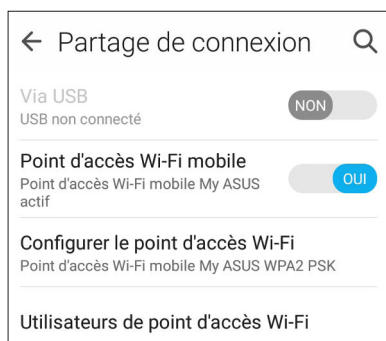 Partage de connexion
Via USB
NON
USB non connecté
Point d'accès Wi-Fi mobile
Point d'accès Wi-Fi mobile My ASUS
OUI
actif
Configurer le point d'accès Wi-Fi
Point d'accès Wi-Fi mobile My ASUS WPA2 PSK
Utilisateurs de point d'accès Wi-Fi